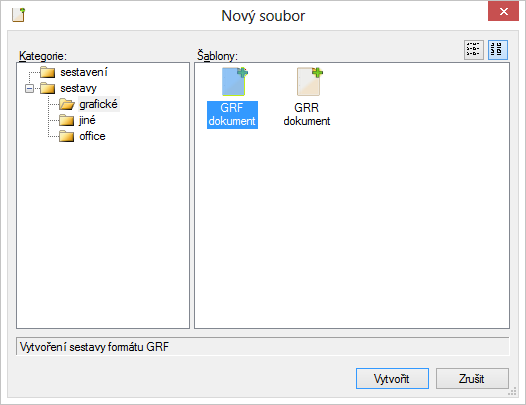 Nový soubor
Kategorie:
Šablony:
sestavení
sestavy
grafické
jiné
office
GRF
dokument
GRR
dokument
Vytvoření sestavy formátu GRF
Vytvořit
Zrušit